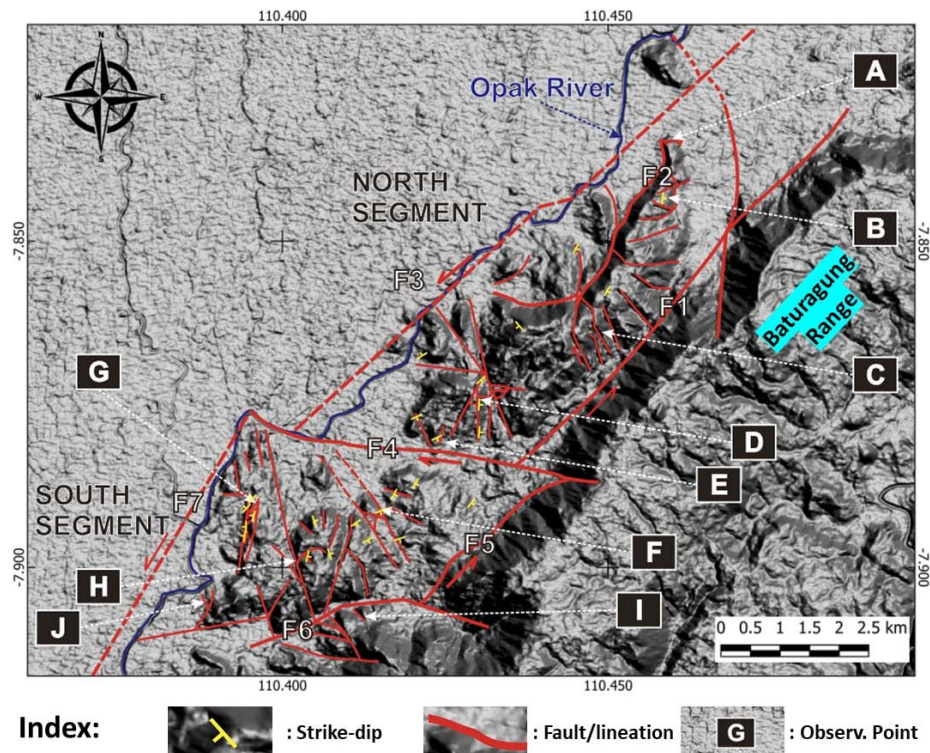 110.400
110.450
N
W
E
S
Opak River
A
NORTH
SEGMENT
F2
B
-7.850
-7.850
F3
F1
Baturagung
Range
G
C
D
F4
E
SOUTH
SEGMENT
F7
F5
F
-7.900
-7.900
H
I
J
F6
0 0.5 1 1.5 2 2.5 km
110.400
110.450
Index:
: Strike-dip
: Fault/lineation
G
: Observ. Point